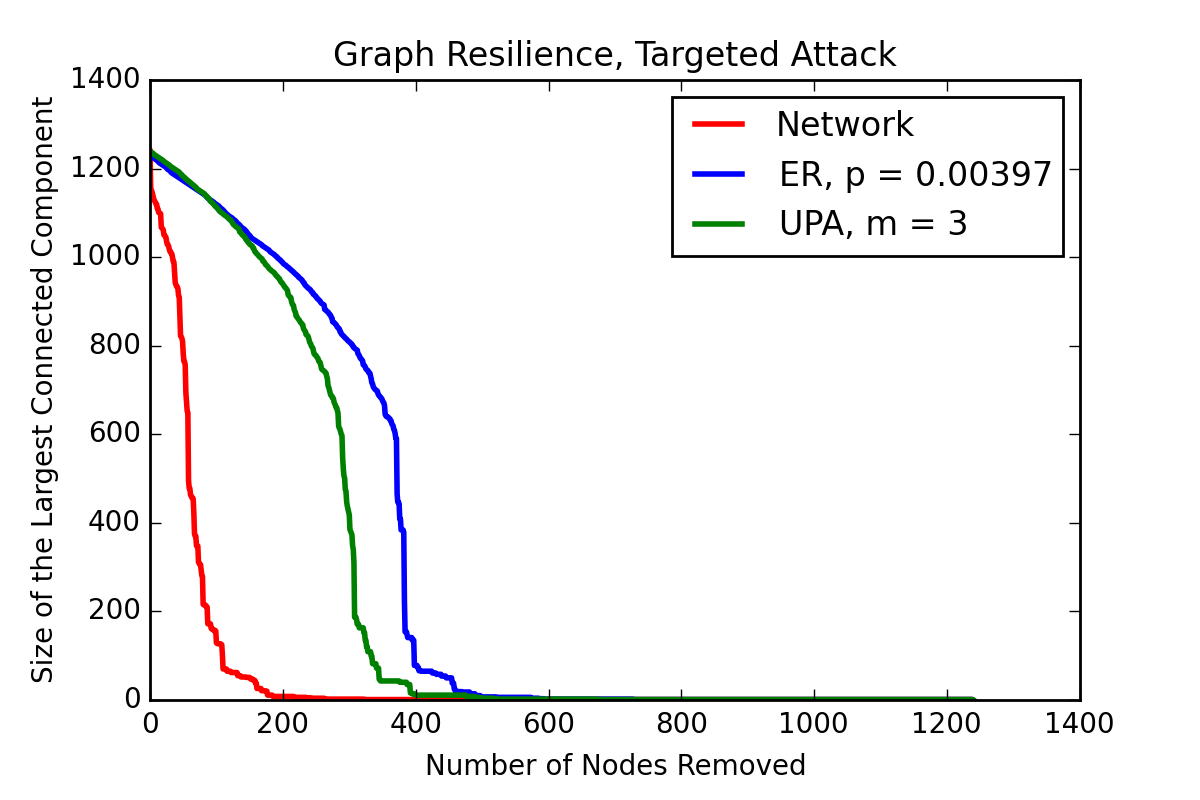 Graph Resilience, Targeted Attack
Size of the Largest Connected Component
1400
1200
1000
800
600
400
200
0
Network
ER, p = 0.00397
UPA, m = 3
0 200 400 600 800 1000 1200 1400
Number of Nodes Removed